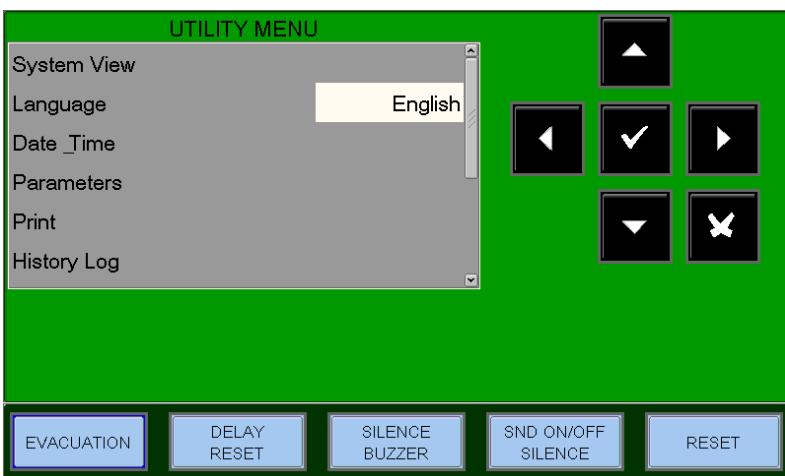 UTILITY MENU
System View
Language English
Date _Time
Parameters
Print
History Log
EVACUATION
DELAY
RESET
SILENCE
BUZZER
SND ON/OFF
SILENCE
RESET